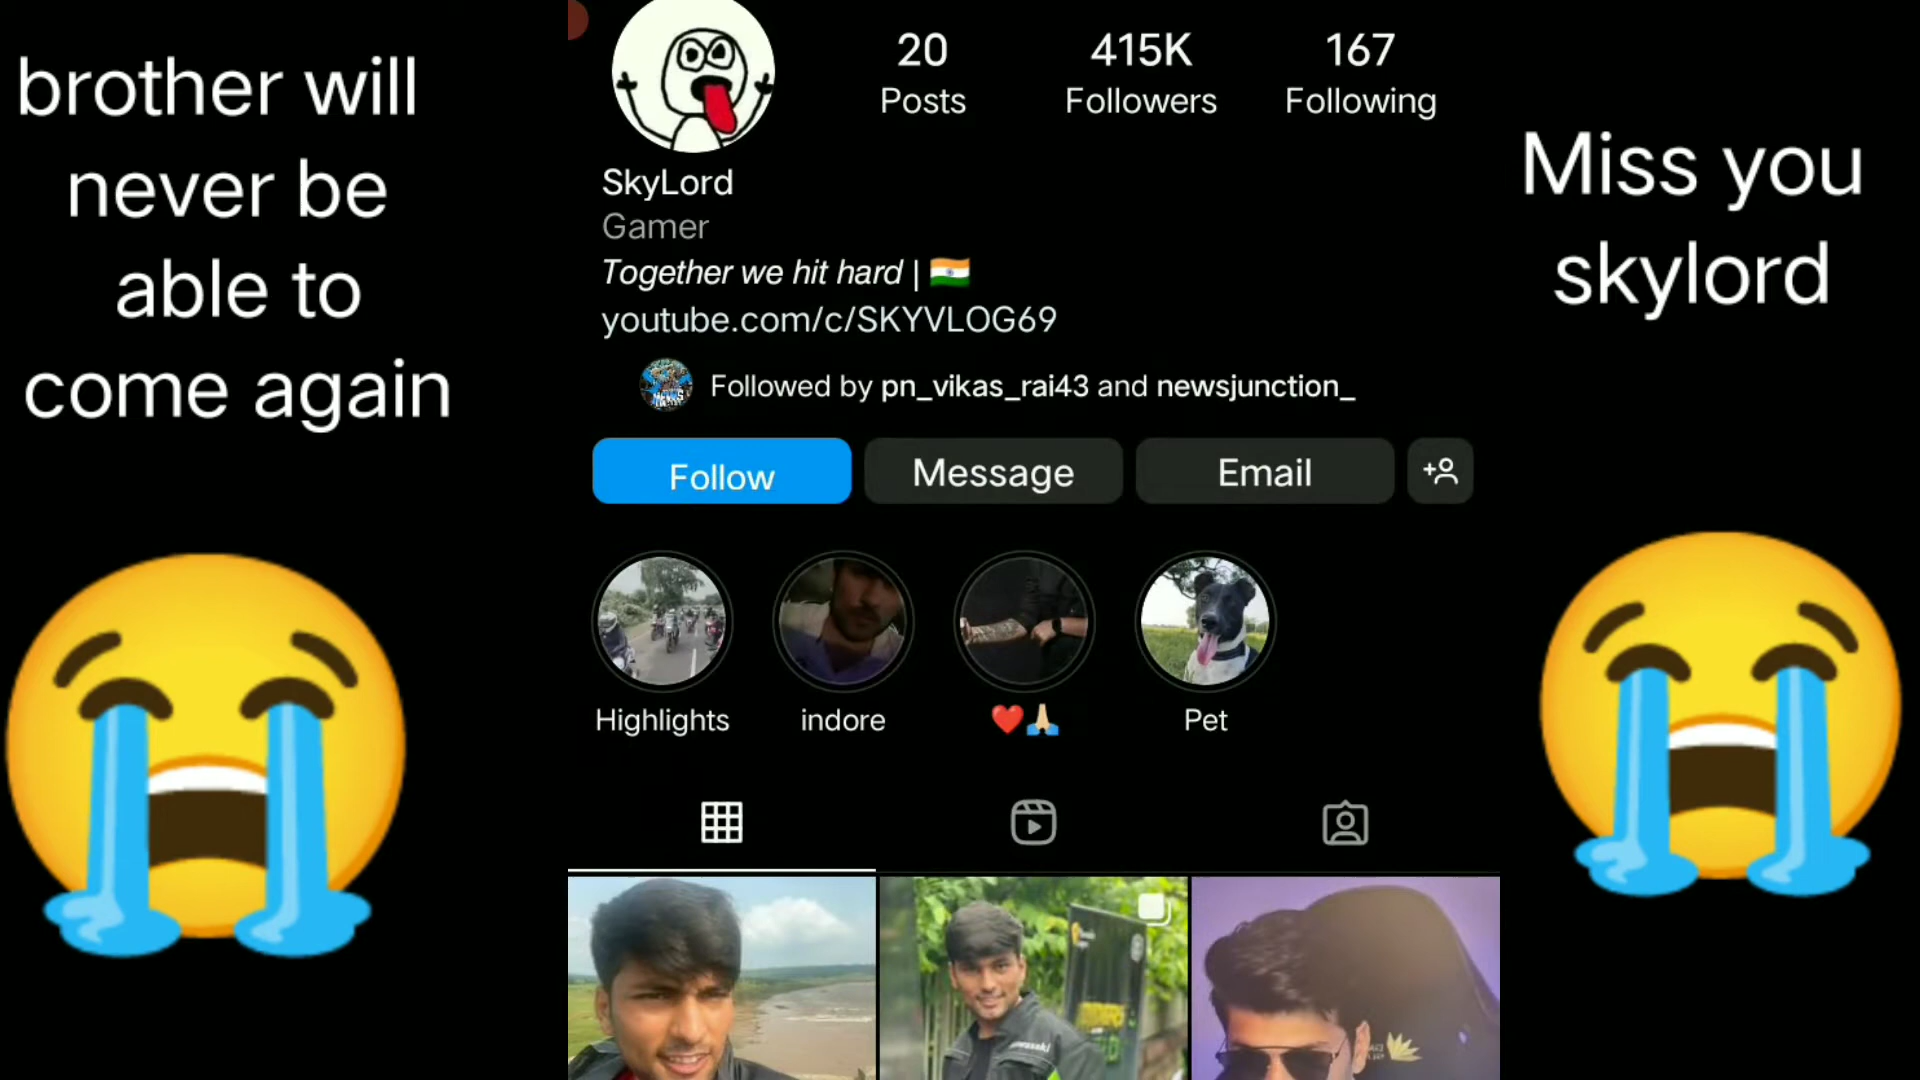 brother will
never be
able to
come again
20
Posts
415K
Followers
167
Following
SkyLord
Gamer
Together we hit hard | 🇮🇳
youtube.com/c/SKYVLOG69
Followed by pn_vikas_rai43 and newsjunction_
Follow
Message
Email
Highlights
indore
❤️🙏🏼
Pet
Kawasaki
Miss you
skylord